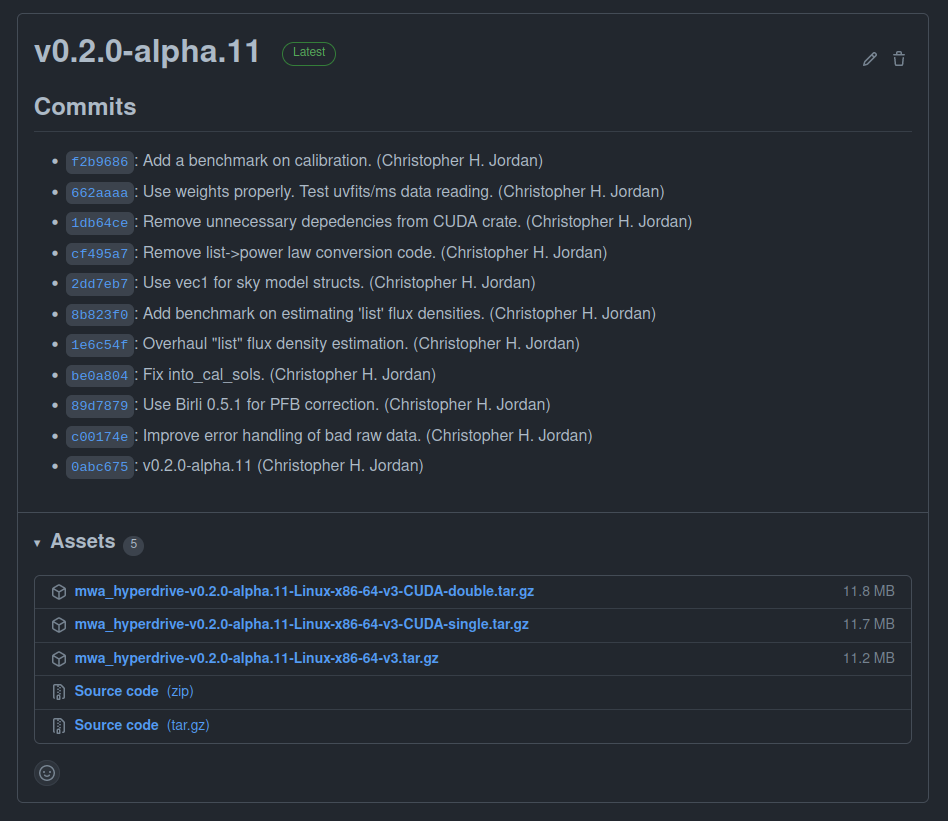 v0.2.0-alpha.11 Latest
Commits
f2b9686: Add a benchmark on calibration. (Christopher H. Jordan)
662aaaa: Use weights properly. Test uvfits/ms data reading. (Christopher H. Jordan)
1db64ce: Remove unnecessary depedencies from CUDA crate. (Christopher H. Jordan)
cf495a7: Remove list->power law conversion code. (Christopher H. Jordan)
2dd7eb7: Use vec1 for sky model structs. (Christopher H. Jordan)
8b823f0: Add benchmark on estimating 'list' flux densities. (Christopher H. Jordan)
1e6c54f: Overhaul "list" flux density estimation. (Christopher H. Jordan)
be0a804: Fix into_cal_sols. (Christopher H. Jordan)
89d7879: Use Birli 0.5.1 for PFB correction. (Christopher H. Jordan)
c00174e: Improve error handling of bad raw data. (Christopher H. Jordan)
0abc675: v0.2.0-alpha.11 (Christopher H. Jordan)
Assets 5
mwa_hyperdrive-v0.2.0-alpha.11-Linux-x86-64-v3-CUDA-double.tar.gz 11.8 MB
mwa_hyperdrive-v0.2.0-alpha.11-Linux-x86-64-v3-CUDA-single.tar.gz 11.7 MB
mwa_hyperdrive-v0.2.0-alpha.11-Linux-x86-64-v3.tar.gz 11.2 MB
Source code (zip)
Source code (tar.gz)